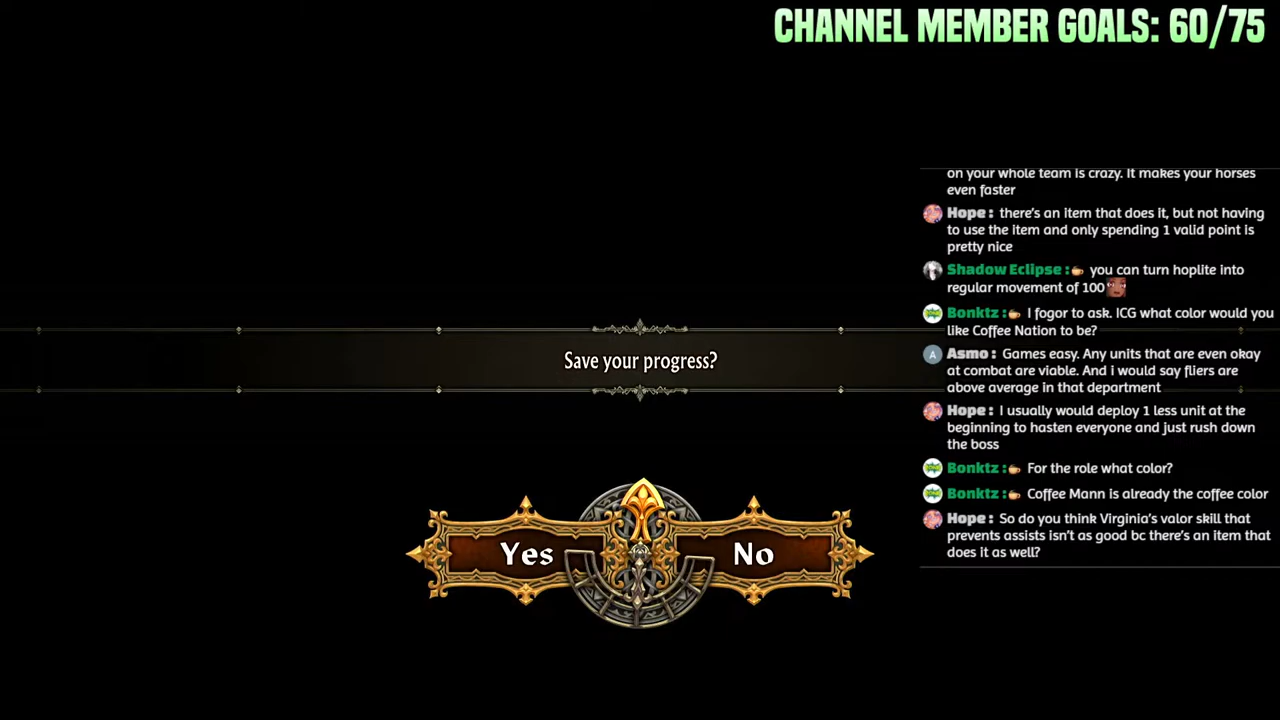 CHANNEL MEMBER GOALS: 60/75
on your whole team is crazy. It makes your horses
even faster
Hope: there's an item that does it, but not having
to use the item and only spending 1 valid point is
pretty nice
Shadow Eclipse: you can turn hoplite into
regular movement of 100
Bonktz: I fogor to ask. ICG what color would you
like Coffee Nation to be?
Asmo: Games easy. Any units that are even okay
at combat are viable. And i would say fliers are
above average in that department
Hope: I usually would deploy 1 less unit at the
beginning to hasten everyone and just rush down
the boss
Bonktz: For the role what color?
Bonktz: Coffee Mann is already the coffee color
Hope: So do you think Virginia's valor skill that
prevents assists isn't as good bc there's an item that
does it as well?
Save your progress?
Yes
No